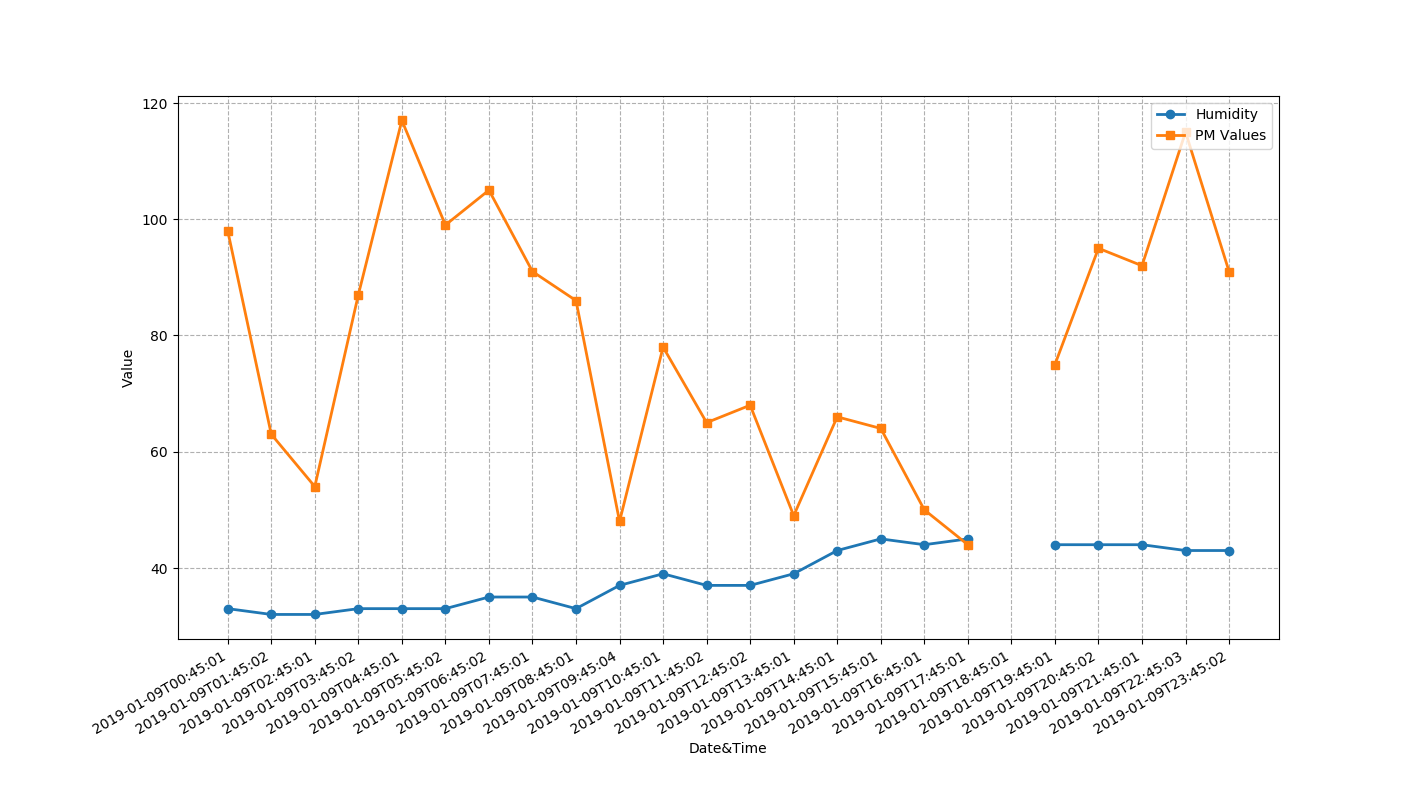 Humidity
PM Values
120
100
80
60
40
Value
2019-01-09T00:45:01
2019-01-09T01:45:02
2019-01-09T02:45:01
2019-01-09T03:45:02
2019-01-09T04:45:01
2019-01-09T05:45:02
2019-01-09T06:45:02
2019-01-09T07:45:01
2019-01-09T08:45:01
2019-01-09T09:45:04
2019-01-09T10:45:01
2019-01-09T11:45:02
2019-01-09T12:45:02
2019-01-09T13:45:01
2019-01-09T14:45:01
2019-01-09T15:45:01
2019-01-09T16:45:01
2019-01-09T17:45:01
2019-01-09T18:45:01
2019-01-09T19:45:01
2019-01-09T20:45:02
2019-01-09T21:45:01
2019-01-09T22:45:03
2019-01-09T23:45:02
Date&Time